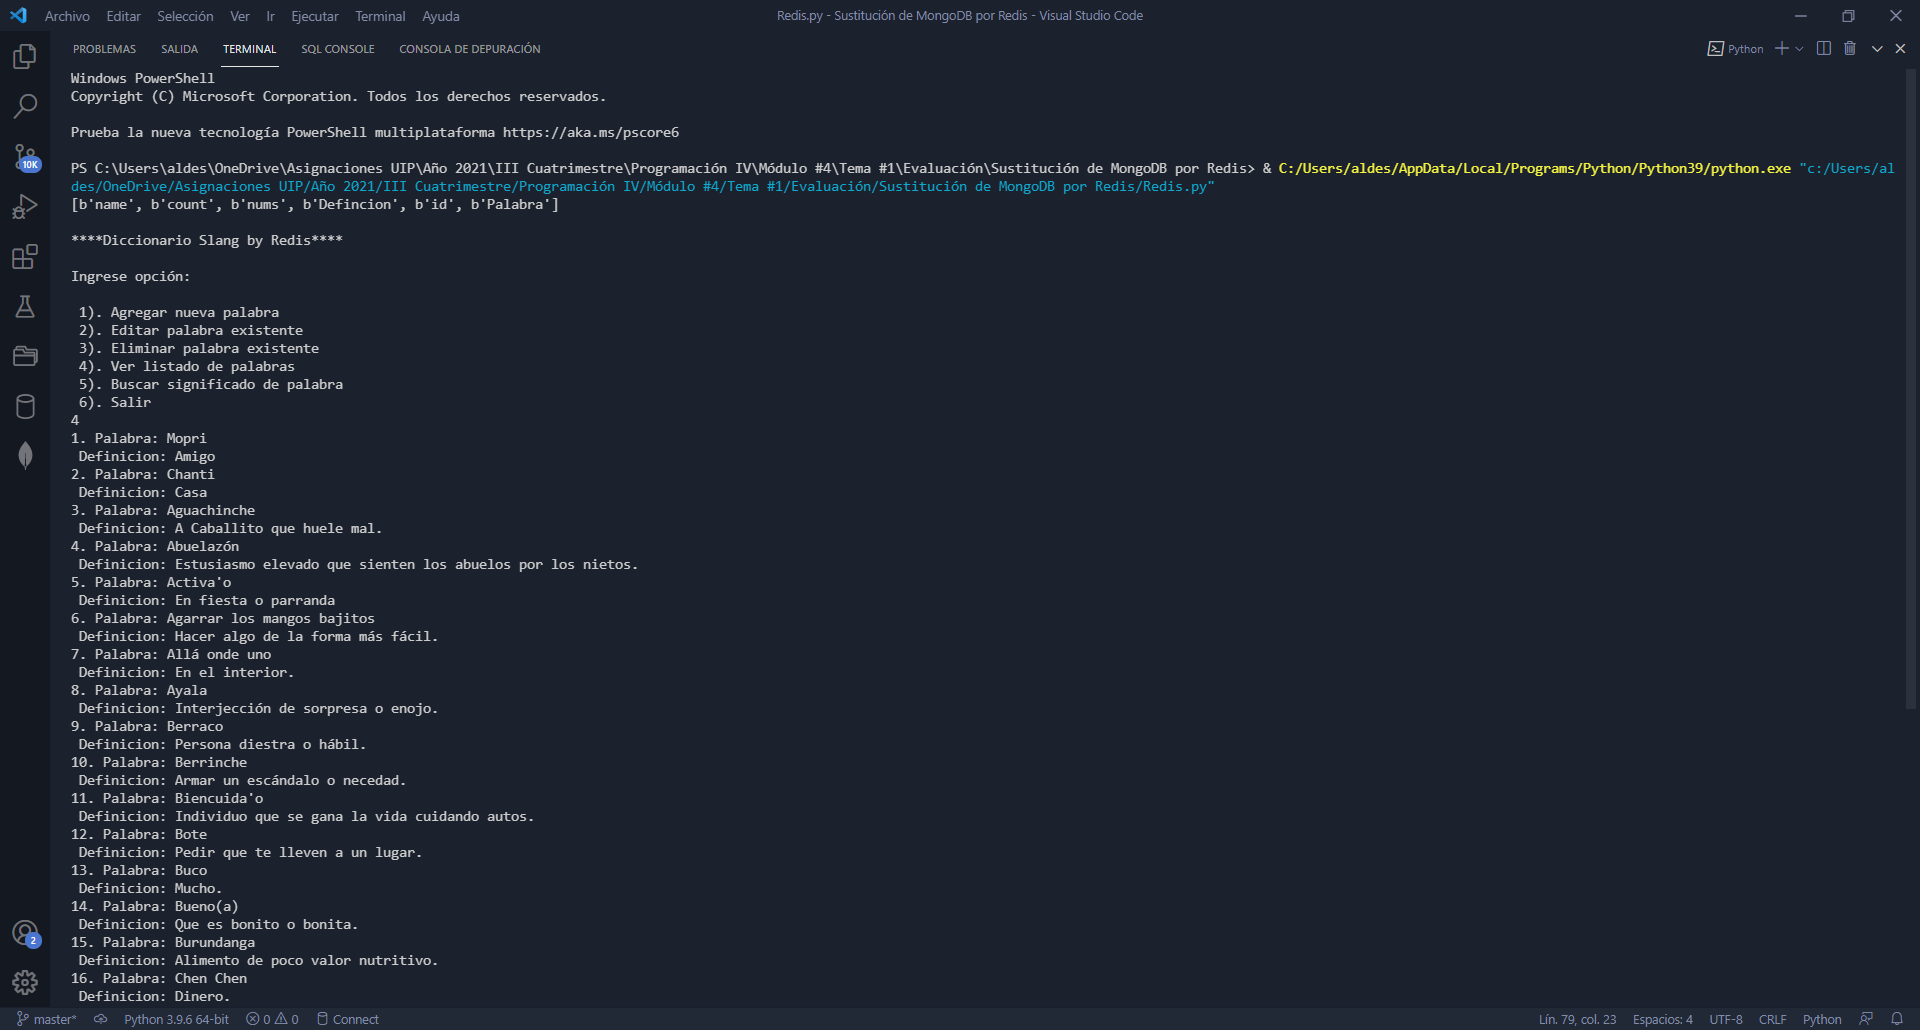 Archivo Editar Selección Ver Ir Ejecutar Terminal Ayuda
Redis.py - Sustitución de MongoDB por Redis - Visual Studio Code
PROBLEMAS SALIDA TERMINAL SQL CONSOLE CONSOLA DE DEPURACIÓN
Python
Windows PowerShell
Copyright (C) Microsoft Corporation. Todos los derechos reservados.
Prueba la nueva tecnología PowerShell multiplataforma https://aka.ms/pscore6
PS C:\Users\aldes\OneDrive\Asignaciones UIP\Año 2021\III Cuatrimestre\Programación IV\Módulo #4\Tema #1\Evaluación\Sustitución de MongoDB por Redis> & C:/Users/aldes/AppData/Local/Programs/Python/Python39/python.exe "c:/Users/al
des/OneDrive/Asignaciones UIP/Año 2021/III Cuatrimestre/Programación IV/Módulo #4/Tema #1/Evaluación/Sustitución de MongoDB por Redis/Redis.py"
[b'name', b'count', b'nums', b'Defincion', b'id', b'Palabra']
****Diccionario Slang by Redis****
Ingrese opción:
1). Agregar nueva palabra
2). Editar palabra existente
3). Eliminar palabra existente
4). Ver listado de palabras
5). Buscar significado de palabra
6). Salir
4
1. Palabra: Mopri
Definicion: Amigo
2. Palabra: Chanti
Definicion: Casa
3. Palabra: Aguachinche
Definicion: A Caballito que huele mal.
4. Palabra: Abuelazón
Definicion: Estusiasmo elevado que sienten los abuelos por los nietos.
5. Palabra: Activa'o
Definicion: En fiesta o parranda
6. Palabra: Agarrar los mangos bajitos
Definicion: Hacer algo de la forma más fácil.
7. Palabra: Allá onde uno
Definicion: En el interior.
8. Palabra: Ayala
Definicion: Interjección de sorpresa o enojo.
9. Palabra: Berraco
Definicion: Persona diestra o hábil.
10. Palabra: Berrinche
Definicion: Armar un escándalo o necedad.
11. Palabra: Biencuida'o
Definicion: Individuo que se gana la vida cuidando autos.
12. Palabra: Bote
Definicion: Pedir que te lleven a un lugar.
13. Palabra: Buco
Definicion: Mucho.
14. Palabra: Bueno(a)
Definicion: Que es bonito o bonita.
15. Palabra: Burundanga
Definicion: Alimento de poco valor nutritivo.
16. Palabra: Chen Chen
Definicion: Dinero.
10K
2
master* Python 3.9.6 64-bit 0 0 Connect
Lín. 79, col. 23 Espacios: 4 UTF-8 CRLF Python